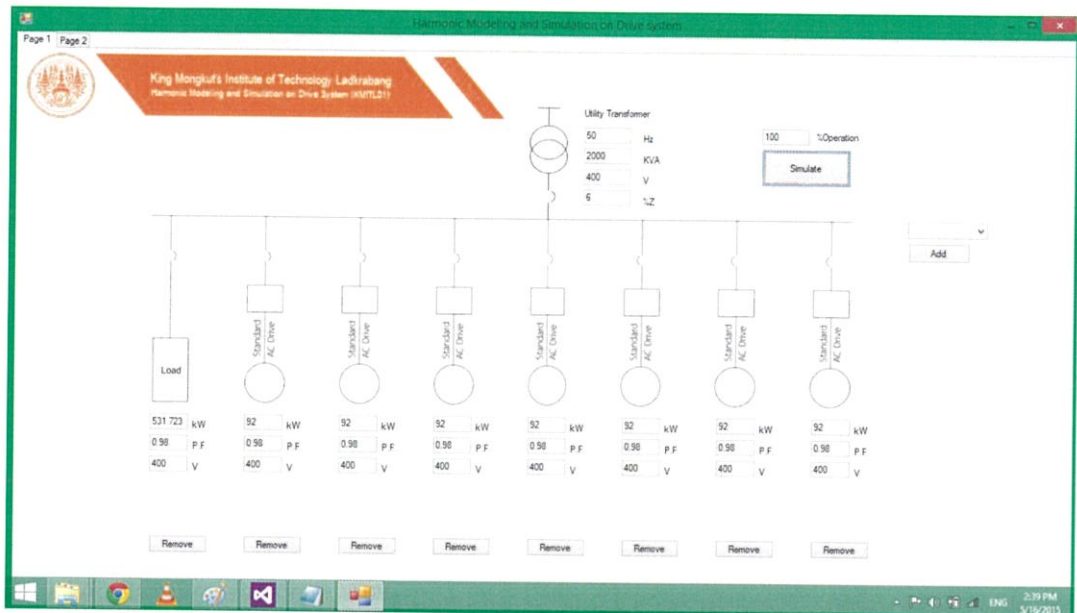 Harmonic Modeling and Simulation on Drive system
Page 1 Page 2
King Mongkut's Institute of Technology Ladkrabang
Harmonic Modeling and Simulation on Drive System (KMITL31)
Utility Transformer
50 Hz
2000 KVA
400 V
6 %Z
100 %Operation
Simulate
Add
Load
Standard AC Drive
Standard AC Drive
Standard AC Drive
Standard AC Drive
Standard AC Drive
Standard AC Drive
Standard AC Drive
531.723 kW 92 kW 92 kW 92 kW 92 kW 92 kW 92 kW 92 kW
0.98 P.F 0.98 P.F 0.98 P.F 0.98 P.F 0.98 P.F 0.98 P.F 0.98 P.F 0.98 P.F
400 V 400 V 400 V 400 V 400 V 400 V 400 V 400 V
Remove Remove Remove Remove Remove Remove Remove Remove
ENG 2:39 PM
5/16/2015